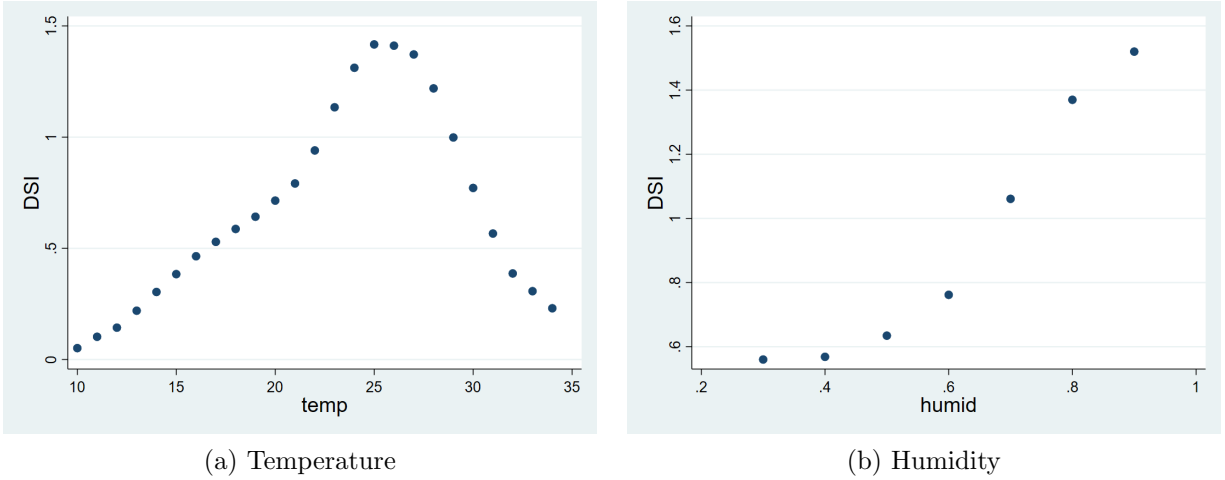 DSI
1.5
1
.5
0
10 15 20 25 30 35
temp
(a) Temperature
DSI
1.6
1.4
1.2
1
.8
.6
.2 .4 .6 .8 1
humid
(b) Humidity